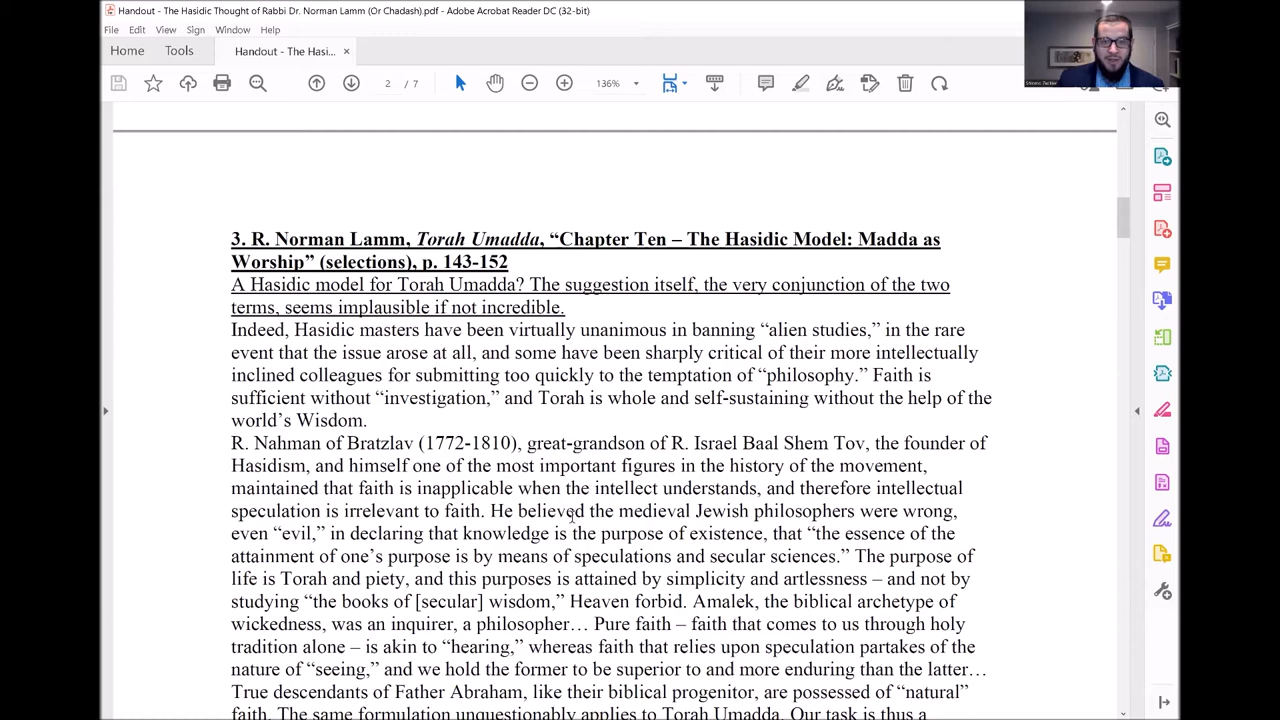 Handout - The Hasidic Thought of Rabbi Dr. Norman Lamm (Or Chadash).pdf - Adobe Acrobat Reader DC (32-bit)
File Edit View Sign Window Help
Home Tools Handout - The Hasi... ×
2 / 7 136%
3. R. Norman Lamm, Torah Umadda, “Chapter Ten – The Hasidic Model: Madda as
Worship” (selections), p. 143-152
A Hasidic model for Torah Umadda? The suggestion itself, the very conjunction of the two
terms, seems implausible if not incredible.
Indeed, Hasidic masters have been virtually unanimous in banning “alien studies,” in the rare
event that the issue arose at all, and some have been sharply critical of their more intellectually
inclined colleagues for submitting too quickly to the temptation of “philosophy.” Faith is
sufficient without “investigation,” and Torah is whole and self-sustaining without the help of the
world’s Wisdom.
R. Nahman of Bratzlav (1772-1810), great-grandson of R. Israel Baal Shem Tov, the founder of
Hasidism, and himself one of the most important figures in the history of the movement,
maintained that faith is inapplicable when the intellect understands, and therefore intellectual
speculation is irrelevant to faith. He believed the medieval Jewish philosophers were wrong,
even “evil,” in declaring that knowledge is the purpose of existence, that “the essence of the
attainment of one’s purpose is by means of speculations and secular sciences.” The purpose of
life is Torah and piety, and this purposes is attained by simplicity and artlessness – and not by
studying “the books of [secular] wisdom,” Heaven forbid. Amalek, the biblical archetype of
wickedness, was an inquirer, a philosopher… Pure faith – faith that comes to us through holy
tradition alone – is akin to “hearing,” whereas faith that relies upon speculation partakes of the
nature of “seeing,” and we hold the former to be superior to and more enduring than the latter…
True descendants of Father Abraham, like their biblical progenitor, are possessed of “natural”
faith. The same formulation unquestionably applies to Torah Umadda. Our task is thus a